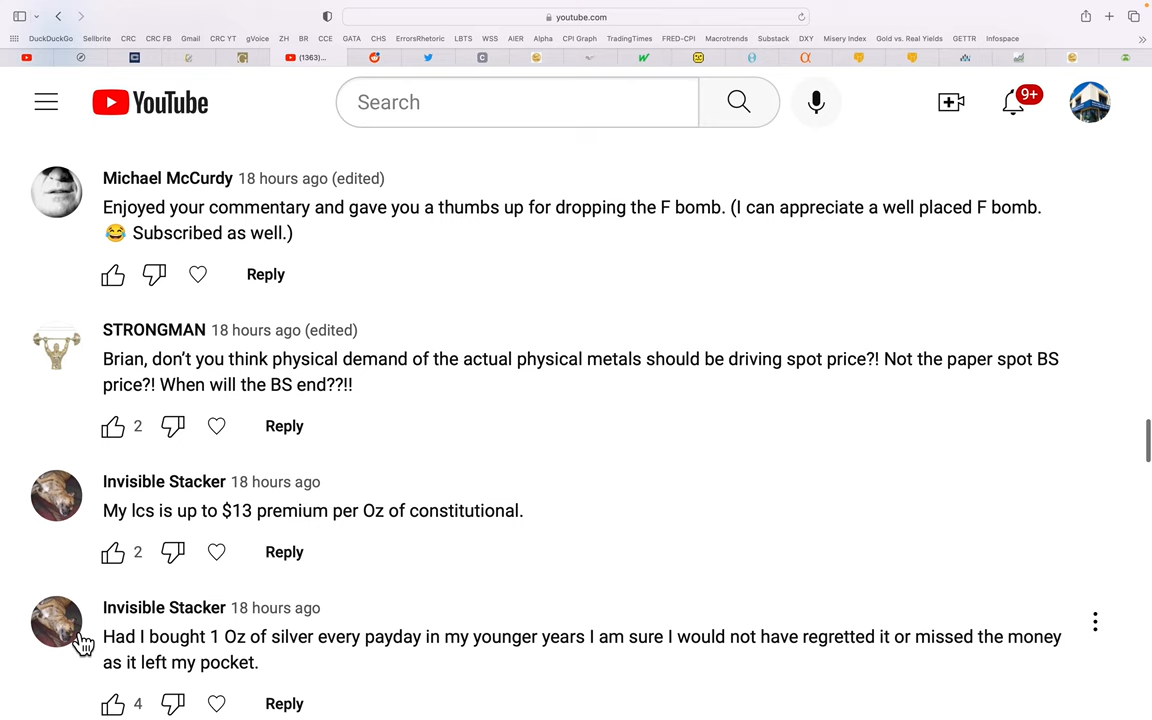 youtube.com
DuckDuckGo Sellbrite CRC CRC FB Gmail CRC YT gVoice ZH BR CCE GATA CHS ErrorsRhetoric LBTS WSS AIER Alpha CPI Graph TradingTimes FRED-CPI Macrotrends Substack DXY Misery Index Gold vs. Real Yields GETTR Infospace
(1363)...
YouTube
Search
9+
Michael McCurdy 18 hours ago (edited)
Enjoyed your commentary and gave you a thumbs up for dropping the F bomb. (I can appreciate a well placed F bomb.
😂 Subscribed as well.)
Reply
STRONGMAN 18 hours ago (edited)
Brian, don’t you think physical demand of the actual physical metals should be driving spot price?! Not the paper spot BS
price?! When will the BS end??!!
2 Reply
Invisible Stacker 18 hours ago
My lcs is up to $13 premium per Oz of constitutional.
2 Reply
Invisible Stacker 18 hours ago
Had I bought 1 Oz of silver every payday in my younger years I am sure I would not have regretted it or missed the money
as it left my pocket.
4 Reply